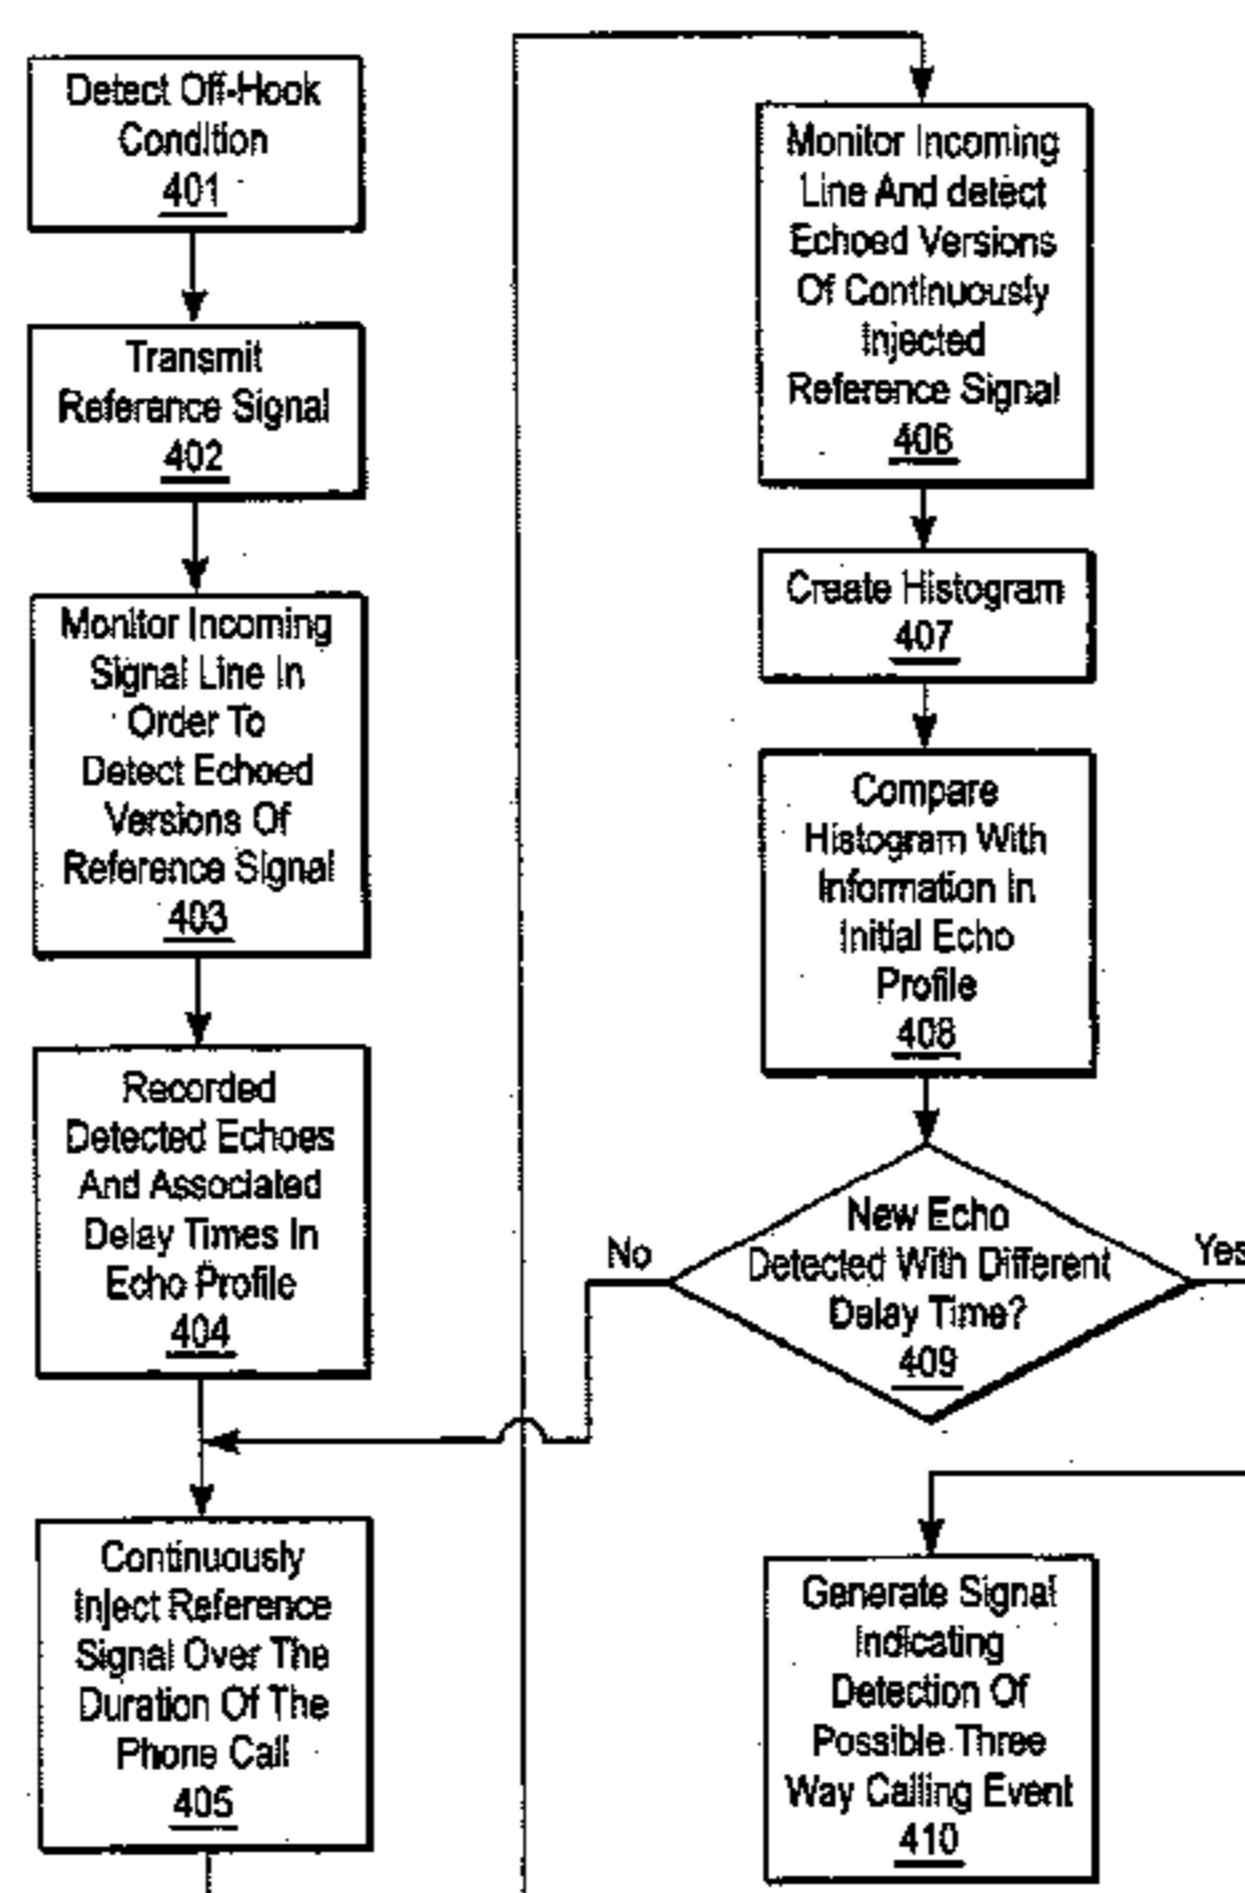 Detect Off-Hook
Condition
401
Transmit
Reference Signal
402
Monitor Incoming
Signal Line In
Order To
Detect Echoed
Versions Of
Reference Signal
403
Recorded
Detected Echoes
And Associated
Delay Times In
Echo Profile
404
Continuously
Inject Reference
Signal Over The
Duration Of The
Phone Call
405
Monitor Incoming
Line And detect
Echoed Versions
Of Continuously
Injected
Reference Signal
406
Create Histogram
407
Compare
Histogram With
Information In
Initial Echo
Profile
408
New Echo
Detected With Different
Delay Time?
409
No
Yes
Generate Signal
Indicating
Detection Of
Possible Three
Way Calling Event
410